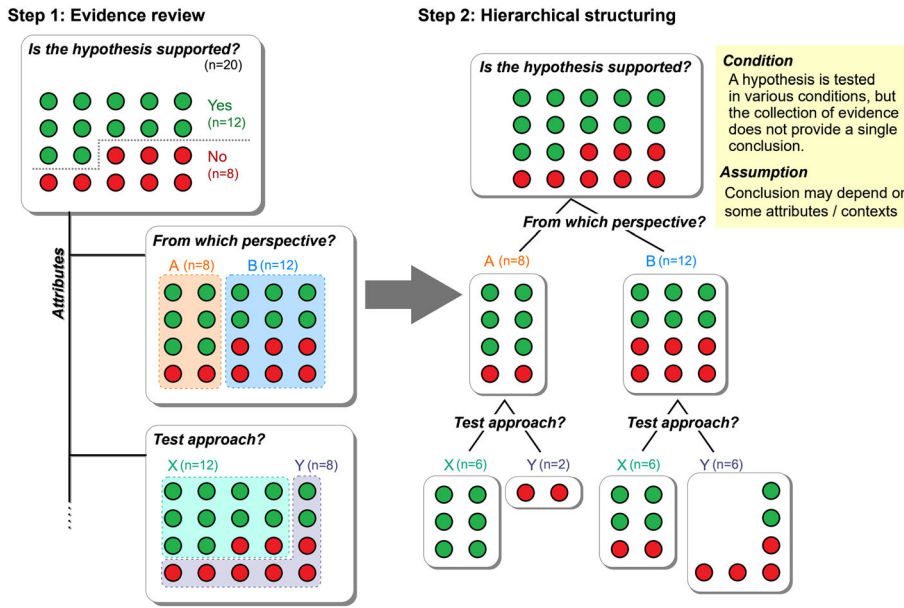 Step 1: Evidence review
Is the hypothesis supported?
(n=20)
Yes
(n=12)
No
(n=8)
Attributes
From which perspective?
A (n=8) B (n=12)
Test approach?
X (n=12) Y (n=8)
Step 2: Hierarchical structuring
Is the hypothesis supported?
From which perspective?
A (n=8) B (n=12)
Test approach? Test approach?
X (n=6) Y (n=2) X (n=6) Y (n=6)
Condition
A hypothesis is tested
in various conditions, but
the collection of evidence
does not provide a single
conclusion.
Assumption
Conclusion may depend on
some attributes / contexts